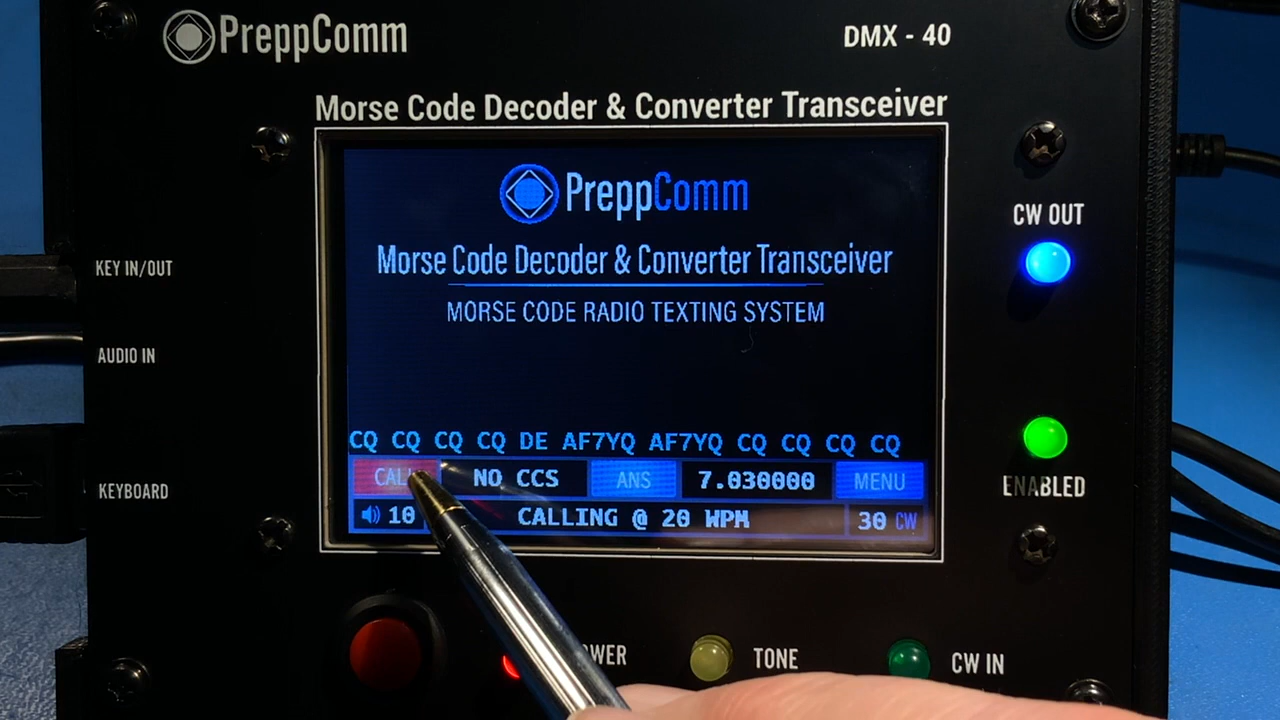 PreppComm
DMX - 40
Morse Code Decoder & Converter Transceiver
PreppComm
Morse Code Decoder & Converter Transceiver
MORSE CODE RADIO TEXTING SYSTEM
CW OUT
KEY IN/OUT
AUDIO IN
CQ CQ CQ CQ DE AF7YQ AF7YQ CQ CQ CQ CQ
NO CCS ANS 7.030000 MENU
KEYBOARD
ENABLED
10 CALLING @ 20 WPM 30 CW
TONE
CW IN